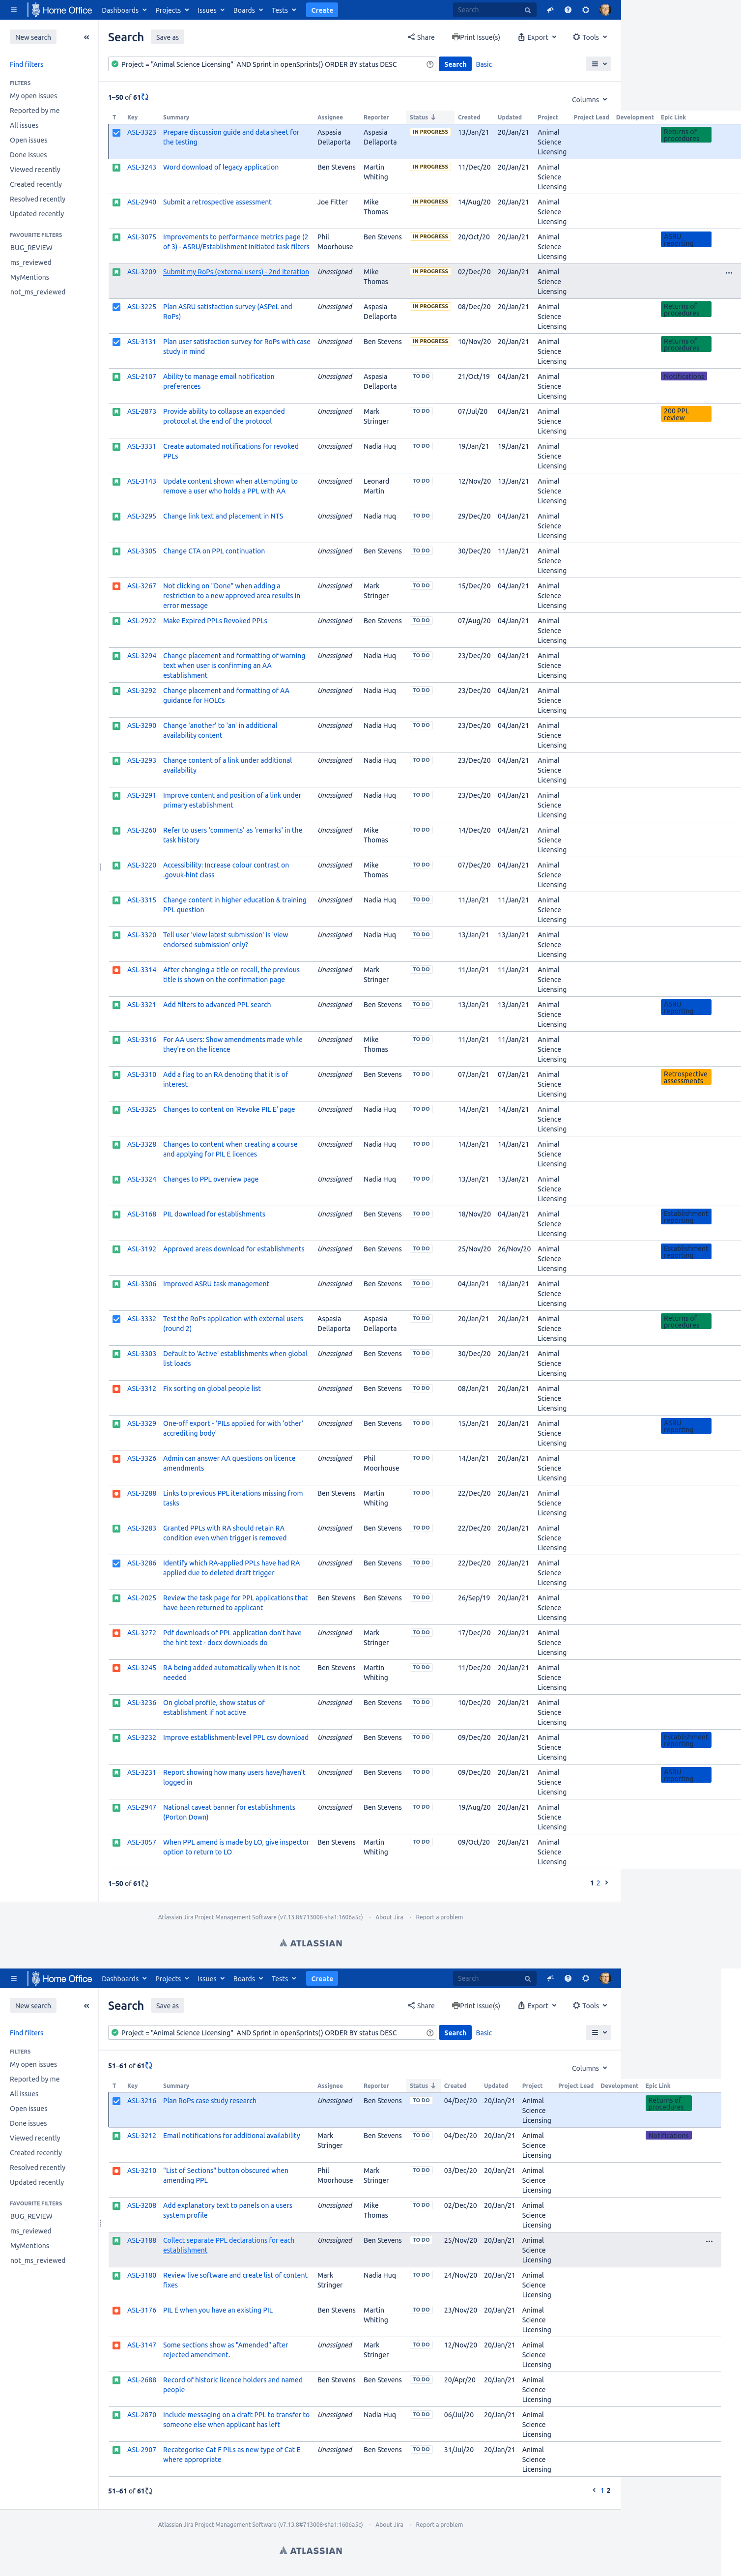 Home Office Dashboards Projects Issues Boards Tests Create Search
New search
Search Save as Share Print Issue(s) Export Tools
Find filters
Project = "Animal Science Licensing" AND Sprint in openSprints() ORDER BY status DESC Search Basic
FILTERS
My open issues
Reported by me
All issues
Open issues
Done issues
Viewed recently
Created recently
Resolved recently
Updated recently
FAVOURITE FILTERS
BUG_REVIEW
ms_reviewed
MyMentions
not_ms_reviewed
1–50 of 61 Columns
T Key Summary Assignee Reporter Status Created Updated Project Project Lead Development Epic Link
ASL-3323 Prepare discussion guide and data sheet for Aspasia Aspasia IN PROGRESS 13/Jan/21 20/Jan/21 Animal Returns of
the testing Dellaporta Dellaporta Science procedures
Licensing
ASL-3243 Word download of legacy application Ben Stevens Martin IN PROGRESS 11/Dec/20 20/Jan/21 Animal
Whiting Science
Licensing
ASL-2940 Submit a retrospective assessment Joe Fitter Mike IN PROGRESS 14/Aug/20 20/Jan/21 Animal
Thomas Science
Licensing
ASL-3075 Improvements to performance metrics page (2 Phil Ben Stevens IN PROGRESS 20/Oct/20 20/Jan/21 Animal ASRU
of 3) - ASRU/Establishment initiated task filters Moorhouse Science reporting
Licensing
ASL-3209 Submit my RoPs (external users) - 2nd iteration Unassigned Mike IN PROGRESS 02/Dec/20 20/Jan/21 Animal
Thomas Science
Licensing
ASL-3225 Plan ASRU satisfaction survey (ASPeL and Unassigned Aspasia IN PROGRESS 08/Dec/20 20/Jan/21 Animal Returns of
RoPs) Dellaporta Science procedures
Licensing
ASL-3131 Plan user satisfaction survey for RoPs with case Unassigned Ben Stevens IN PROGRESS 10/Nov/20 20/Jan/21 Animal Returns of
study in mind Science procedures
Licensing
ASL-2107 Ability to manage email notification Unassigned Aspasia TO DO 21/Oct/19 04/Jan/21 Animal Notifications
preferences Dellaporta Science
Licensing
ASL-2873 Provide ability to collapse an expanded Unassigned Mark TO DO 07/Jul/20 04/Jan/21 Animal 200 PPL
protocol at the end of the protocol Stringer Science review
Licensing
ASL-3331 Create automated notifications for revoked Unassigned Nadia Huq TO DO 19/Jan/21 19/Jan/21 Animal
PPLs Science
Licensing
ASL-3143 Update content shown when attempting to Unassigned Leonard TO DO 12/Nov/20 13/Jan/21 Animal
remove a user who holds a PPL with AA Martin Science
Licensing
ASL-3295 Change link text and placement in NTS Unassigned Nadia Huq TO DO 29/Dec/20 04/Jan/21 Animal
Science
Licensing
ASL-3305 Change CTA on PPL continuation Unassigned Ben Stevens TO DO 30/Dec/20 11/Jan/21 Animal
Science
Licensing
ASL-3267 Not clicking on "Done" when adding a Unassigned Mark TO DO 15/Dec/20 04/Jan/21 Animal
restriction to a new approved area results in Stringer Science
error message Licensing
ASL-2922 Make Expired PPLs Revoked PPLs Unassigned Ben Stevens TO DO 07/Aug/20 04/Jan/21 Animal
Science
Licensing
ASL-3294 Change placement and formatting of warning Unassigned Nadia Huq TO DO 23/Dec/20 04/Jan/21 Animal
text when user is confirming an AA Science
establishment Licensing
ASL-3292 Change placement and formatting of AA Unassigned Nadia Huq TO DO 23/Dec/20 04/Jan/21 Animal
guidance for HOLCs Science
Licensing
ASL-3290 Change 'another' to 'an' in additional Unassigned Nadia Huq TO DO 23/Dec/20 04/Jan/21 Animal
availability content Science
Licensing
ASL-3293 Change content of a link under additional Unassigned Nadia Huq TO DO 23/Dec/20 04/Jan/21 Animal
availability Science
Licensing
ASL-3291 Improve content and position of a link under Unassigned Nadia Huq TO DO 23/Dec/20 04/Jan/21 Animal
primary establishment Science
Licensing
ASL-3260 Refer to users 'comments' as 'remarks' in the Unassigned Mike TO DO 14/Dec/20 04/Jan/21 Animal
task history Thomas Science
Licensing
ASL-3220 Accessibility: Increase colour contrast on Unassigned Mike TO DO 07/Dec/20 04/Jan/21 Animal
.govuk-hint class Thomas Science
Licensing
ASL-3315 Change content in higher education & training Unassigned Nadia Huq TO DO 11/Jan/21 11/Jan/21 Animal
PPL question Science
Licensing
ASL-3320 Tell user 'view latest submission' is 'view Unassigned Nadia Huq TO DO 13/Jan/21 13/Jan/21 Animal
endorsed submission' only? Science
Licensing
ASL-3314 After changing a title on recall, the previous Unassigned Mark TO DO 11/Jan/21 11/Jan/21 Animal
title is shown on the confirmation page Stringer Science
Licensing
ASL-3321 Add filters to advanced PPL search Unassigned Ben Stevens TO DO 13/Jan/21 13/Jan/21 Animal ASRU
Science reporting
Licensing
ASL-3316 For AA users: Show amendments made while Unassigned Mike TO DO 11/Jan/21 11/Jan/21 Animal
they're on the licence Thomas Science
Licensing
ASL-3310 Add a flag to an RA denoting that it is of Unassigned Ben Stevens TO DO 07/Jan/21 07/Jan/21 Animal Retrospective
interest Science assessments
Licensing
ASL-3325 Changes to content on 'Revoke PIL E' page Unassigned Nadia Huq TO DO 14/Jan/21 14/Jan/21 Animal
Science
Licensing
ASL-3328 Changes to content when creating a course Unassigned Nadia Huq TO DO 14/Jan/21 14/Jan/21 Animal
and applying for PIL E licences Science
Licensing
ASL-3324 Changes to PPL overview page Unassigned Nadia Huq TO DO 13/Jan/21 13/Jan/21 Animal
Science
Licensing
ASL-3168 PIL download for establishments Unassigned Ben Stevens TO DO 18/Nov/20 04/Jan/21 Animal Establishment
Science reporting
Licensing
ASL-3192 Approved areas download for establishments Unassigned Ben Stevens TO DO 25/Nov/20 26/Nov/20 Animal Establishment
Science reporting
Licensing
ASL-3306 Improved ASRU task management Unassigned Ben Stevens TO DO 04/Jan/21 18/Jan/21 Animal
Science
Licensing
ASL-3332 Test the RoPs application with external users Aspasia Aspasia TO DO 20/Jan/21 20/Jan/21 Animal Returns of
(round 2) Dellaporta Dellaporta Science procedures
Licensing
ASL-3303 Default to 'Active' establishments when global Unassigned Ben Stevens TO DO 30/Dec/20 20/Jan/21 Animal
list loads Science
Licensing
ASL-3312 Fix sorting on global people list Unassigned Ben Stevens TO DO 08/Jan/21 20/Jan/21 Animal
Science
Licensing
ASL-3329 One-off export - 'PILs applied for with 'other' Unassigned Ben Stevens TO DO 15/Jan/21 20/Jan/21 Animal ASRU
accrediting body' Science reporting
Licensing
ASL-3326 Admin can answer AA questions on licence Unassigned Phil TO DO 14/Jan/21 20/Jan/21 Animal
amendments Moorhouse Science
Licensing
ASL-3288 Links to previous PPL iterations missing from Ben Stevens Martin TO DO 22/Dec/20 20/Jan/21 Animal
tasks Whiting Science
Licensing
ASL-3283 Granted PPLs with RA should retain RA Unassigned Ben Stevens TO DO 22/Dec/20 20/Jan/21 Animal
condition even when trigger is removed Science
Licensing
ASL-3286 Identify which RA-applied PPLs have had RA Unassigned Ben Stevens TO DO 22/Dec/20 20/Jan/21 Animal
applied due to deleted draft trigger Science
Licensing
ASL-2025 Review the task page for PPL applications that Ben Stevens Ben Stevens TO DO 26/Sep/19 20/Jan/21 Animal
have been returned to applicant Science
Licensing
ASL-3272 Pdf downloads of PPL application don't have Unassigned Mark TO DO 17/Dec/20 20/Jan/21 Animal
the hint text - docx downloads do Stringer Science
Licensing
ASL-3245 RA being added automatically when it is not Ben Stevens Martin TO DO 11/Dec/20 20/Jan/21 Animal
needed Whiting Science
Licensing
ASL-3236 On global profile, show status of Unassigned Ben Stevens TO DO 10/Dec/20 20/Jan/21 Animal
establishment if not active Science
Licensing
ASL-3232 Improve establishment-level PPL csv download Unassigned Ben Stevens TO DO 09/Dec/20 20/Jan/21 Animal Establishment
Science reporting
Licensing
ASL-3231 Report showing how many users have/haven't Unassigned Ben Stevens TO DO 09/Dec/20 20/Jan/21 Animal ASRU
logged in Science reporting
Licensing
ASL-2947 National caveat banner for establishments Unassigned Ben Stevens TO DO 19/Aug/20 20/Jan/21 Animal
(Porton Down) Science
Licensing
ASL-3057 When PPL amend is made by LO, give inspector Ben Stevens Martin TO DO 09/Oct/20 20/Jan/21 Animal
option to return to LO Whiting Science
Licensing
1–50 of 61 1 2
Atlassian Jira Project Management Software (v7.13.8#713008-sha1:1606a5c) · About Jira · Report a problem
ATLASSIAN
Home Office Dashboards Projects Issues Boards Tests Create Search
New search
Search Save as Share Print Issue(s) Export Tools
Find filters
Project = "Animal Science Licensing" AND Sprint in openSprints() ORDER BY status DESC Search Basic
FILTERS
My open issues
Reported by me
All issues
Open issues
Done issues
Viewed recently
Created recently
Resolved recently
Updated recently
FAVOURITE FILTERS
BUG_REVIEW
ms_reviewed
MyMentions
not_ms_reviewed
51–61 of 61 Columns
T Key Summary Assignee Reporter Status Created Updated Project Project Lead Development Epic Link
ASL-3216 Plan RoPs case study research Unassigned Ben Stevens TO DO 04/Dec/20 20/Jan/21 Animal Returns of
Science procedures
Licensing
ASL-3212 Email notifications for additional availability Mark Ben Stevens TO DO 04/Dec/20 20/Jan/21 Animal Notifications
Stringer Science
Licensing
ASL-3210 "List of Sections" button obscured when Phil Mark TO DO 03/Dec/20 20/Jan/21 Animal
amending PPL Moorhouse Stringer Science
Licensing
ASL-3208 Add explanatory text to panels on a users Unassigned Mike TO DO 02/Dec/20 20/Jan/21 Animal
system profile Thomas Science
Licensing
ASL-3188 Collect separate PPL declarations for each Unassigned Ben Stevens TO DO 25/Nov/20 20/Jan/21 Animal
establishment Science
Licensing
ASL-3180 Review live software and create list of content Mark Nadia Huq TO DO 24/Nov/20 20/Jan/21 Animal
fixes Stringer Science
Licensing
ASL-3176 PIL E when you have an existing PIL Ben Stevens Martin TO DO 23/Nov/20 20/Jan/21 Animal
Whiting Science
Licensing
ASL-3147 Some sections show as "Amended" after Unassigned Mark TO DO 12/Nov/20 20/Jan/21 Animal
rejected amendment. Stringer Science
Licensing
ASL-2688 Record of historic licence holders and named Ben Stevens Ben Stevens TO DO 20/Apr/20 20/Jan/21 Animal
people Science
Licensing
ASL-2870 Include messaging on a draft PPL to transfer to Unassigned Nadia Huq TO DO 06/Jul/20 20/Jan/21 Animal
someone else when applicant has left Science
Licensing
ASL-2907 Recategorise Cat F PILs as new type of Cat E Unassigned Ben Stevens TO DO 31/Jul/20 20/Jan/21 Animal
where appropriate Science
Licensing
51–61 of 61 1 2
Atlassian Jira Project Management Software (v7.13.8#713008-sha1:1606a5c) · About Jira · Report a problem
ATLASSIAN